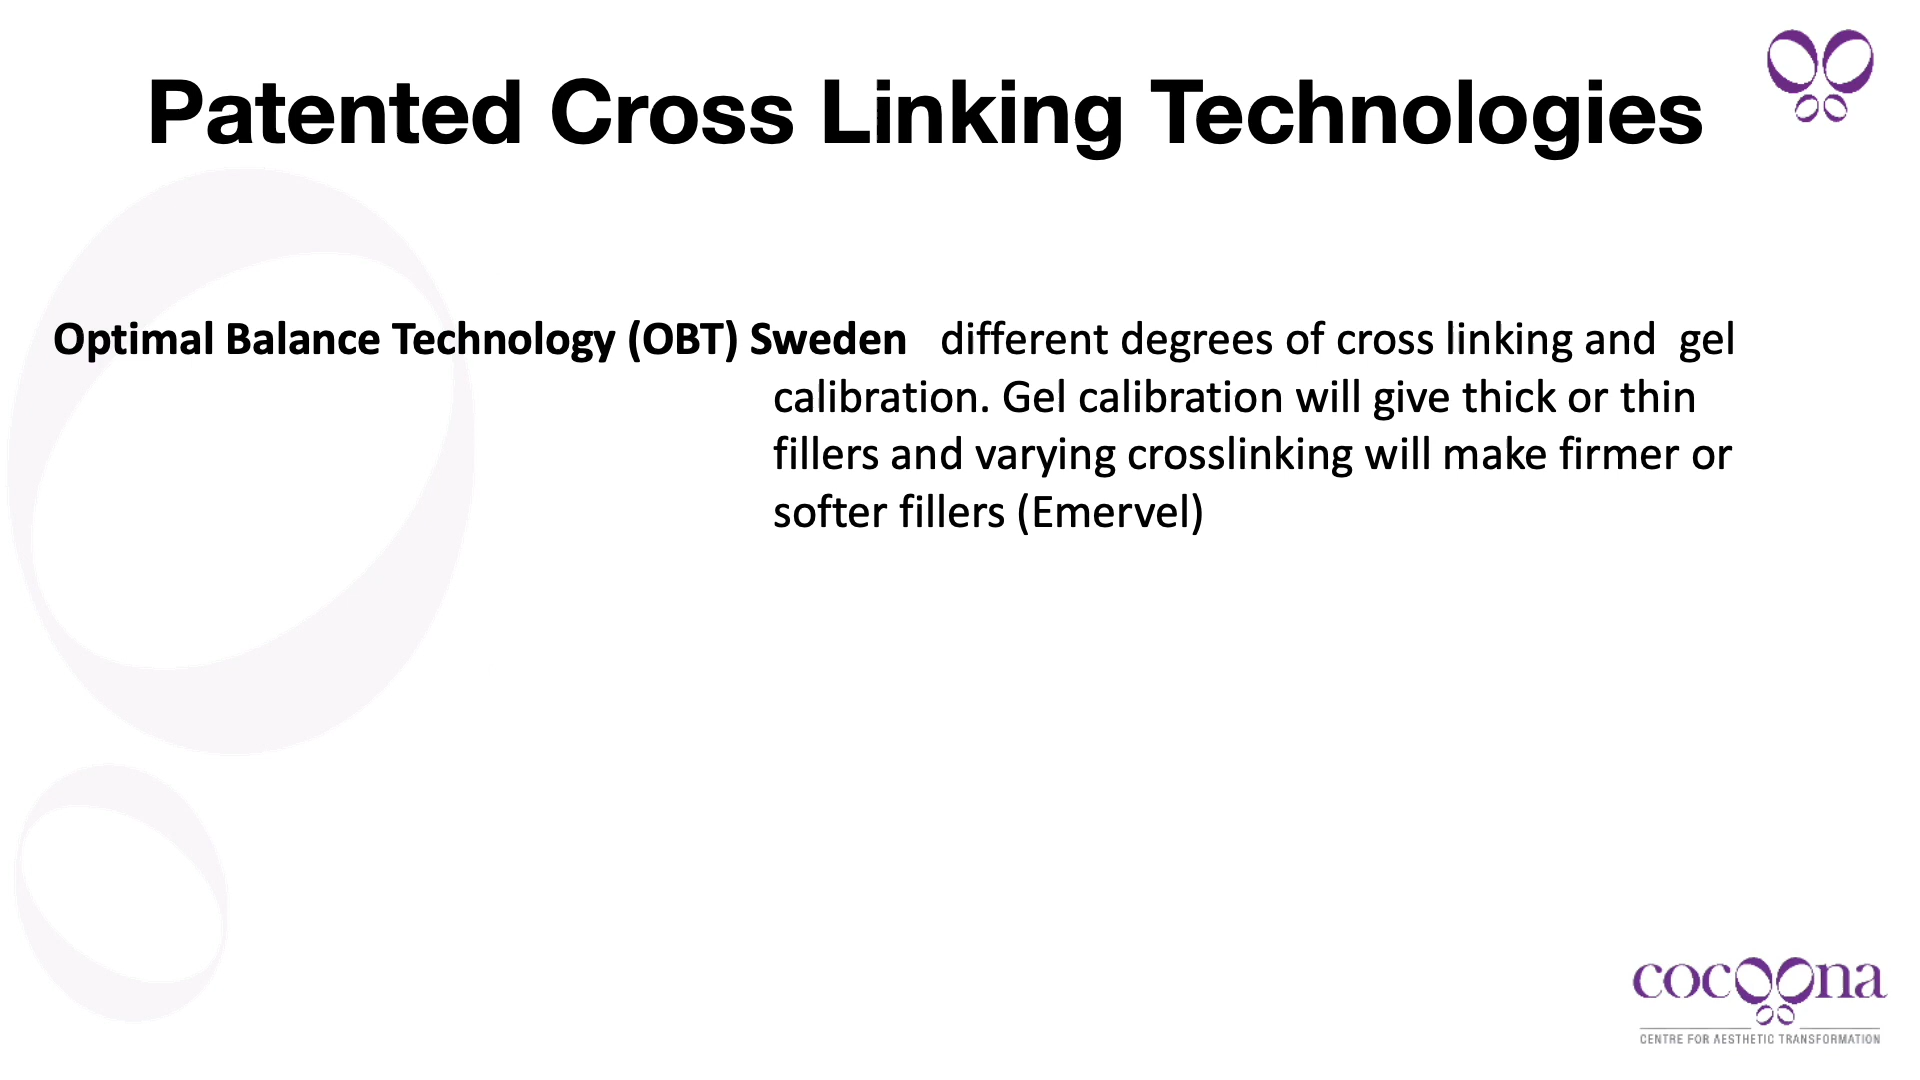 Patented Cross Linking Technologies
Optimal Balance Technology (OBT) Sweden different degrees of cross linking and gel
calibration. Gel calibration will give thick or thin
fillers and varying crosslinking will make firmer or
softer fillers (Emervel)
cocoona
CENTRE FOR AESTHETIC TRANSFORMATION